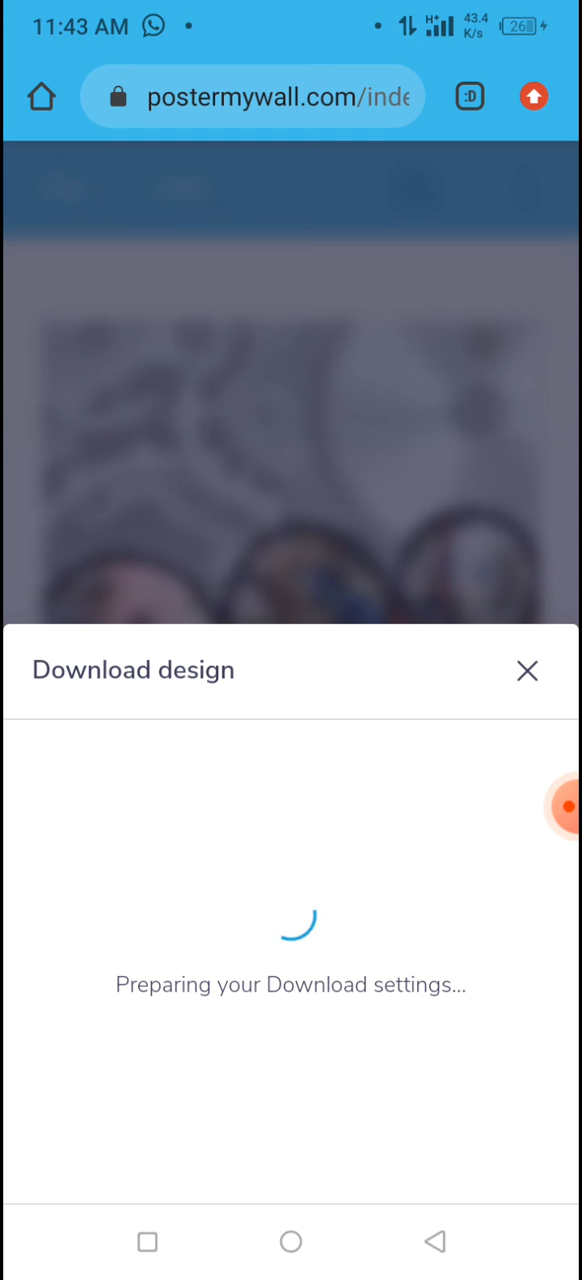 11:43 AM
H+
43.4
K/s
26
postermywall.com/inde
:D
Download design
Preparing your Download settings...